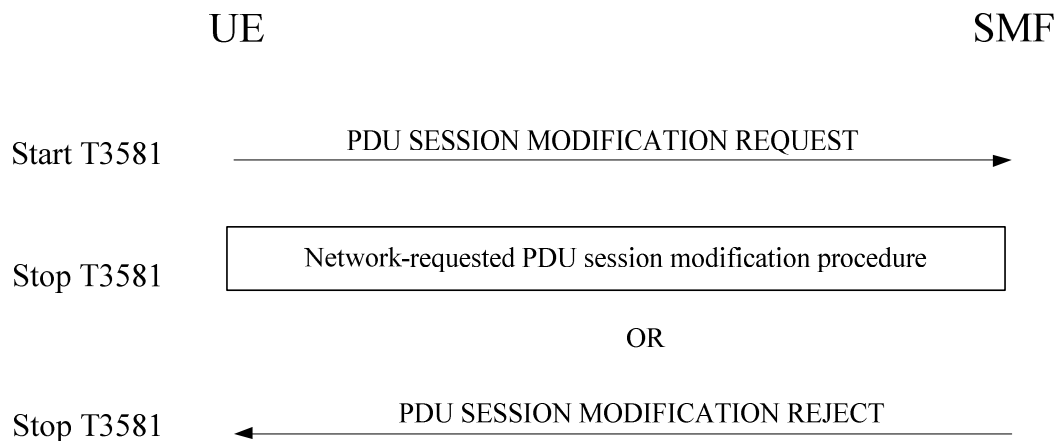 UE SMF
Start T3581 PDU SESSION MODIFICATION REQUEST
Stop T3581 Network-requested PDU session modification procedure
OR
Stop T3581 PDU SESSION MODIFICATION REJECT